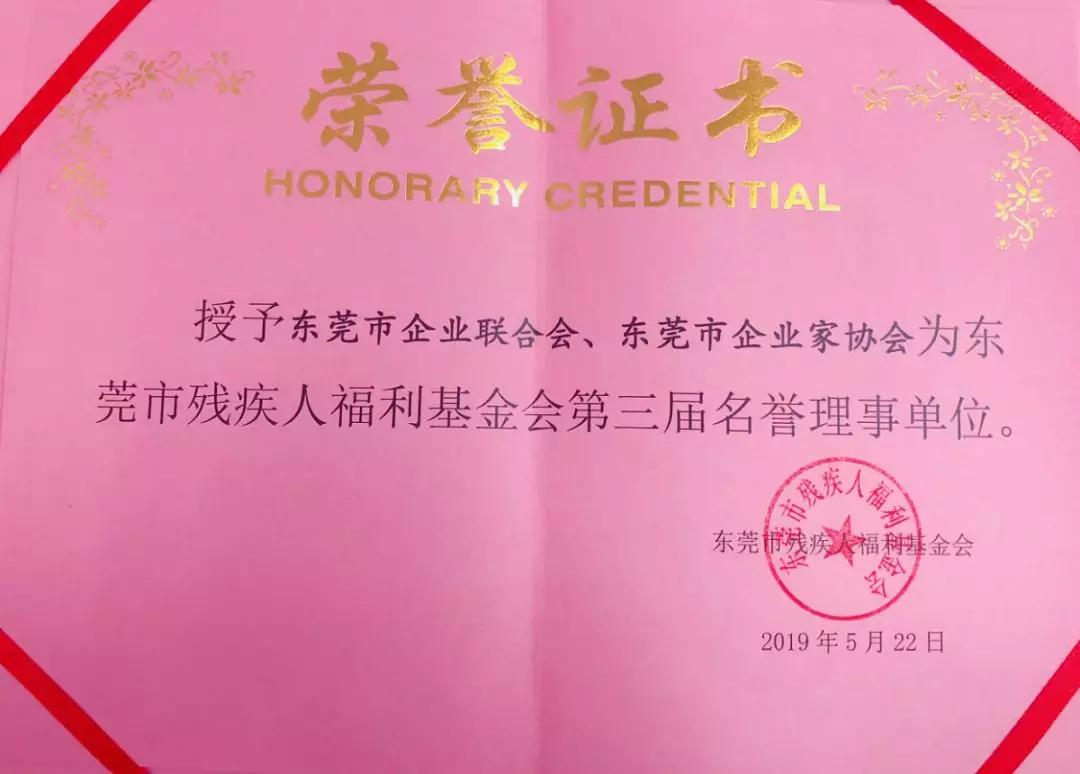 荣誉证书
HONORARY CREDENTIAL
授予东莞市企业联合会、东莞市企业家协会为东
莞市残疾人福利基金会第三届名誉理事单位。
东莞市残疾人福利基金会
东莞市残疾人福利基金会
2019年5月22日